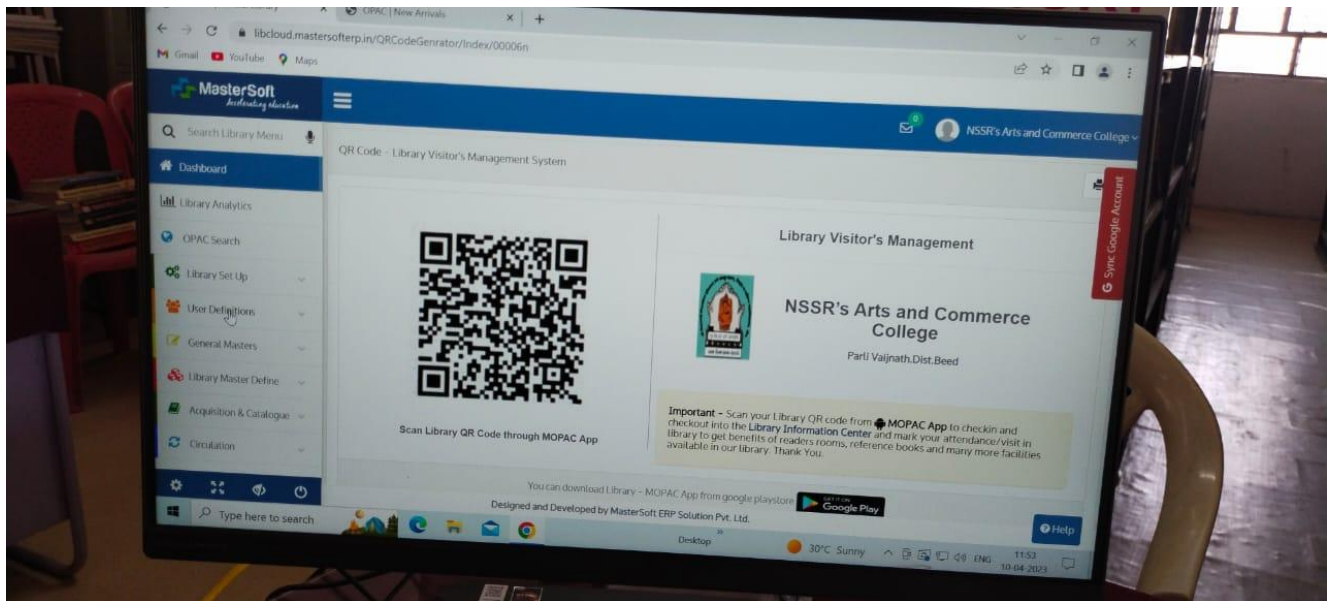 OPAC | New Arrivals
libcloud.mastersofterp.in/QRCodeGenrator/Index/00006n
Gmail YouTube Maps
MasterSoft
Accelerating education
NSSR's Arts and Commerce College
Search Library Menu
QR Code - Library Visitor's Management System
Dashboard
Library Analytics
OPAC Search
Library Set Up
User Definitions
General Masters
Library Master Define
Acquisition & Catalogue
Circulation
Scan Library QR Code through MOPAC App
Library Visitor's Management
NSSR's Arts and Commerce
College
Parli Vaijnath.Dist.Beed
Important - Scan your Library QR code from MOPAC App to checkin and
checkout into the Library Information Center and mark your attendance/visit in
library to get benefits of readers rooms, reference books and many more facilities
available in our library. Thank You.
G Sync Google Account
You can download Library - MOPAC App from google playstore
GET IT ON
Google Play
Designed and Developed by MasterSoft ERP Solution Pvt. Ltd.
Help
Type here to search
Desktop
30°C Sunny
ENG
11:53
10-04-2023